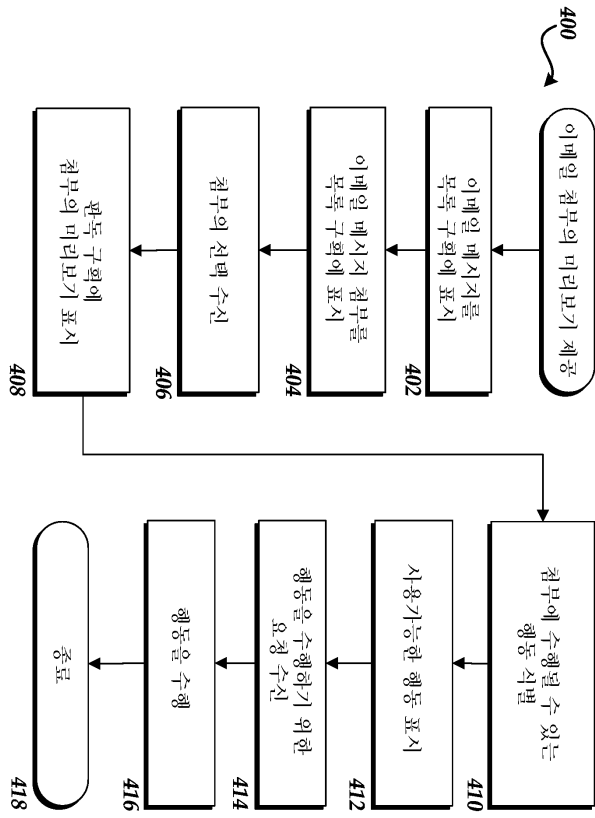 400
이메일 첨부의 미리보기 제공
이메일 메시지를
목록 구획에 표시
402
이메일 메시지 첨부를
목록 구획에 표시
404
첨부의 선택 수신
406
판독 구획에
첨부의 미리보기 표시
408
첨부에 수행될 수 있는
행동 식별
410
사용가능한 행동 표시
412
행동을 수행하기 위한
요청 수신
414
행동을 수행
416
종료
418